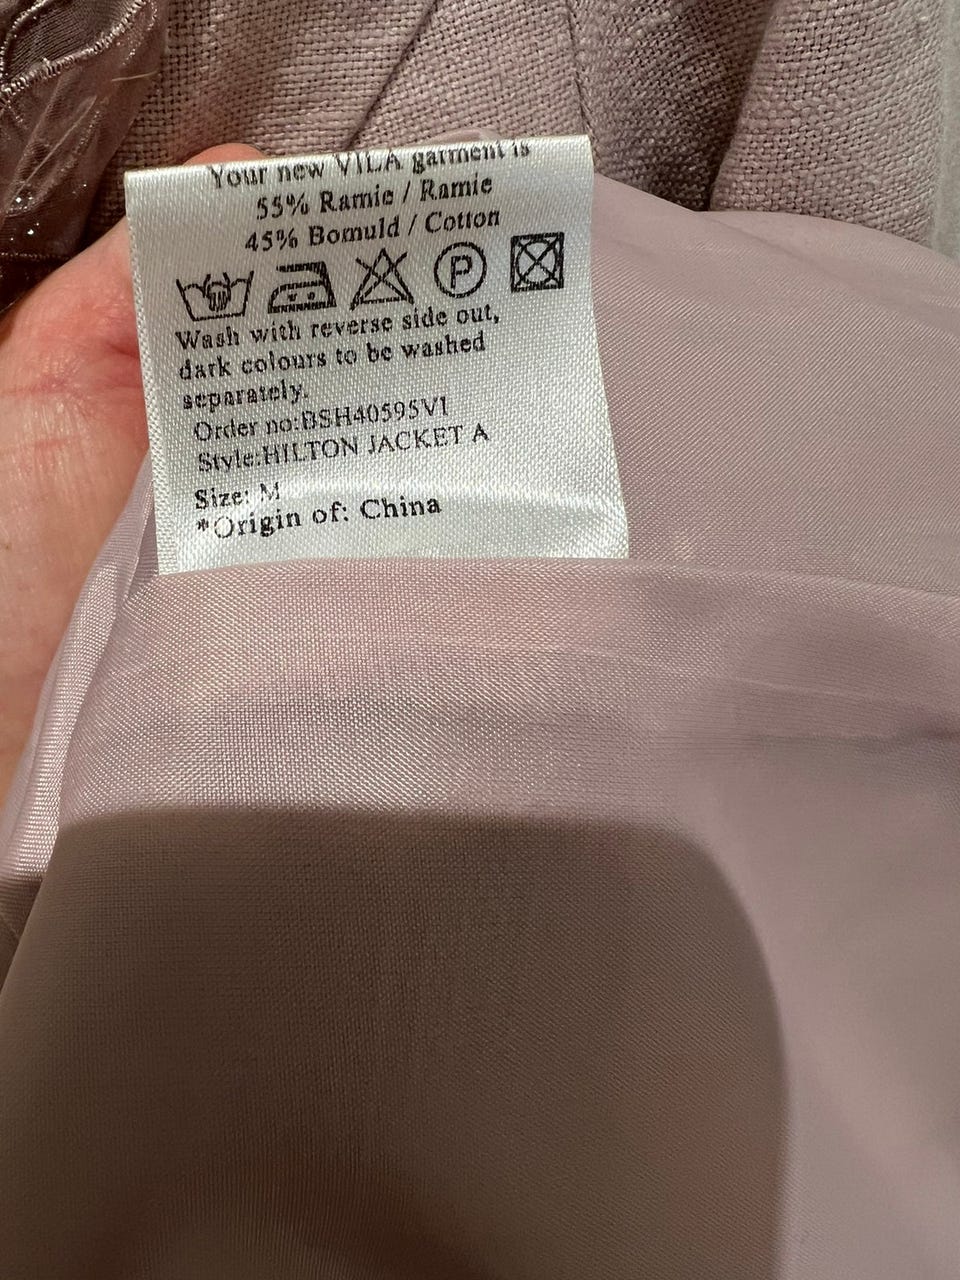 Your new VILA garment is
55% Ramie / Ramie
45% Bomuld / Cotton
P
Wash with reverse side out,
dark colours to be washed
separately.
Order no:BSH40595VI
Style:HILTON JACKET A
Size: M
*Origin of: China